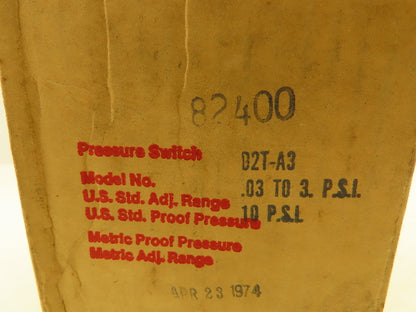 82400
Pressure Switch
Model No. D2T-A3
U.S. Std. Adj. Range .03 TO 3. P.S.I.
U.S. Std. Proof Pressure 10 P.S.I.
Metric Proof Pressure
Metric Adj. Range
APR 23 1974